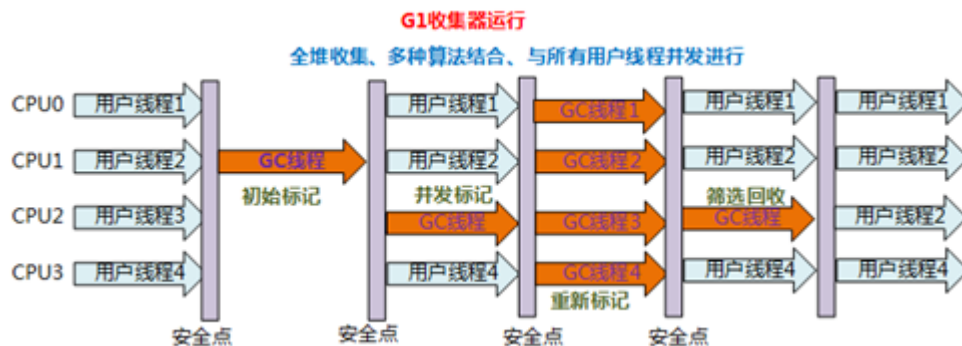 G1收集器运行
全堆收集、多种算法结合、与所有用户线程并发进行
CPU0 用户线程1 用户线程1 GC线程1 用户线程1 用户线程1
CPU1 用户线程2 GC线程 用户线程2 GC线程2 用户线程2 用户线程2
初始标记 并发标记 筛选回收
CPU2 用户线程3 GC线程 GC线程3 GC线程 用户线程2
CPU3 用户线程4 用户线程4 GC线程4 用户线程4 用户线程4
重新标记
安全点 安全点 安全点 安全点 安全点